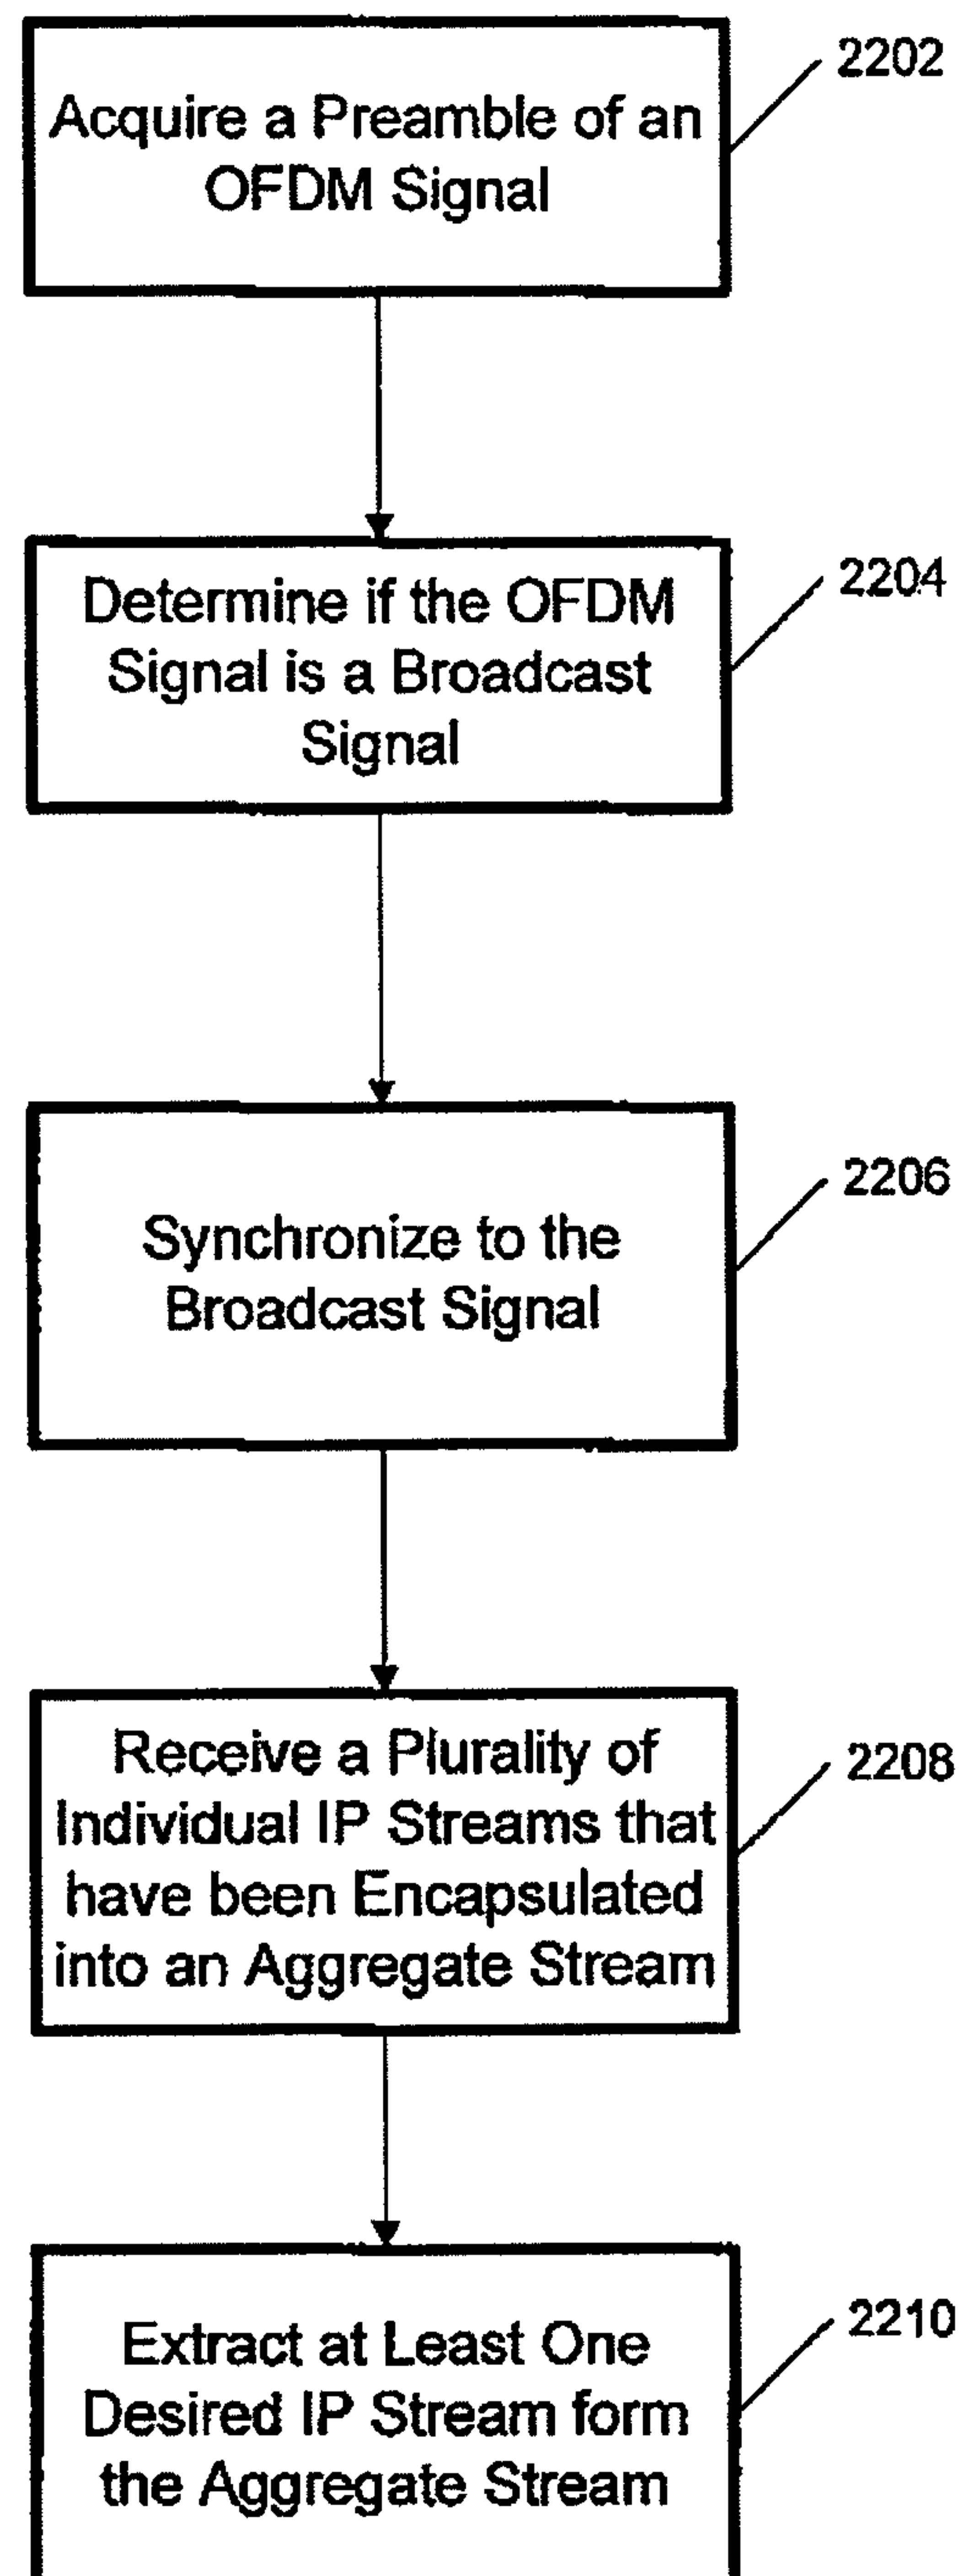 Acquire a Preamble of an
OFDM Signal
2202
Determine if the OFDM
Signal is a Broadcast
Signal
2204
Synchronize to the
Broadcast Signal
2206
Receive a Plurality of
Individual IP Streams that
have been Encapsulated
into an Aggregate Stream
2208
Extract at Least One
Desired IP Stream form
the Aggregate Stream
2210